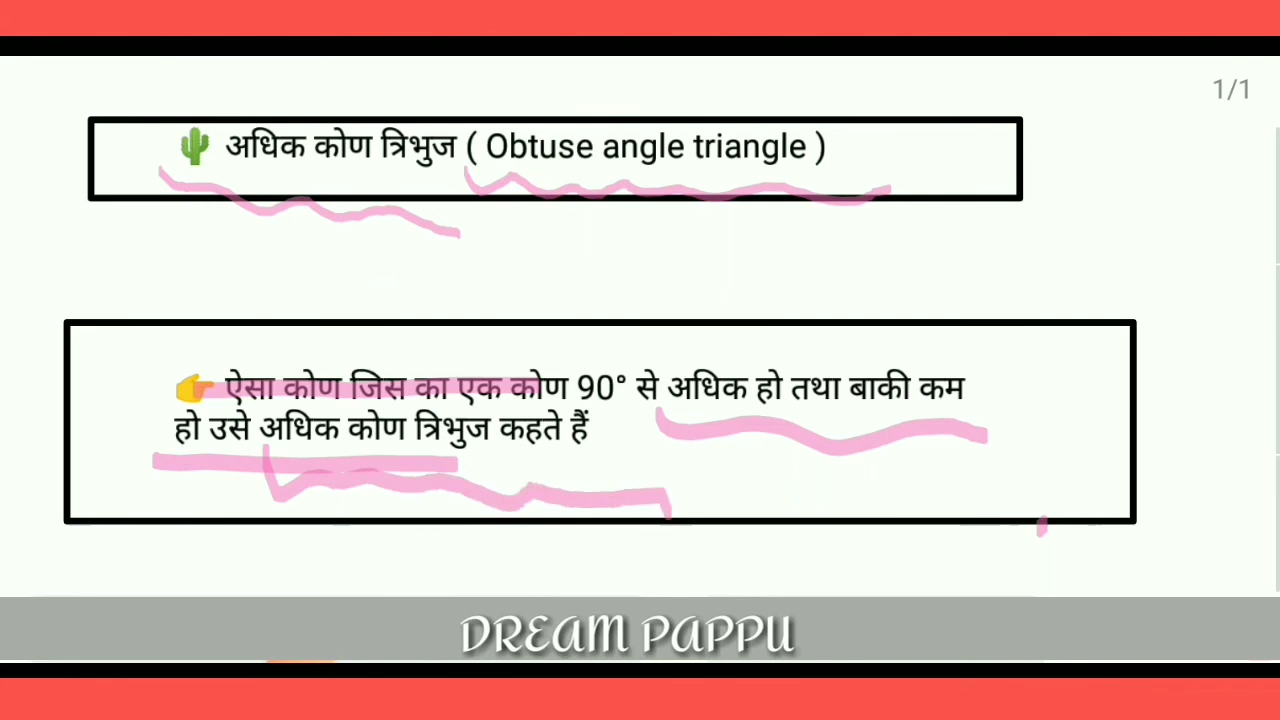 1/1
🌵 अधिक कोण त्रिभुज ( Obtuse angle triangle )
👉 ऐसा कोण जिस का एक कोण 90° से अधिक हो तथा बाकी कम
हो उसे अधिक कोण त्रिभुज कहते हैं
DREAM PAPPU